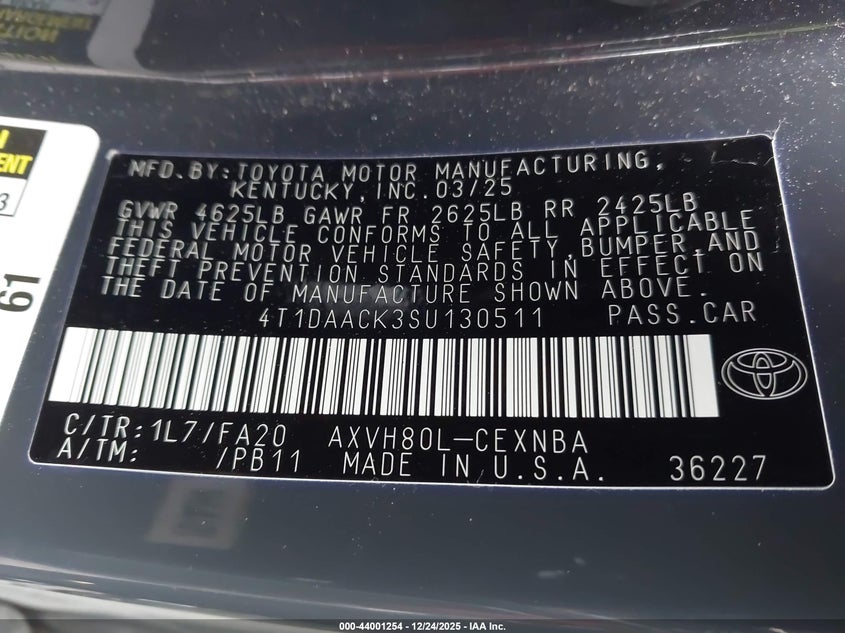 MFD.BY:TOYOTA MOTOR MANUFACTURING,
KENTUCKY,INC.03/25
GVWR 4625LB GAWR FR 2625LB RR 2425LB
THIS VEHICLE CONFORMS TO ALL APPLICABLE
FEDERAL MOTOR VEHICLE SAFETY,BUMPER,AND
THEFT PREVENTION STANDARDS IN EFFECT ON
THE DATE OF MANUFACTURE SHOWN ABOVE.
4T1DAACK3SU130511 PASS.CAR
C/TR:1L7/FA20 AXVH80L-CEXNBA
A/TM: /PB11 MADE IN U.S.A. 36227
61
000-44001254 - 12/24/2025 - IAA Inc.